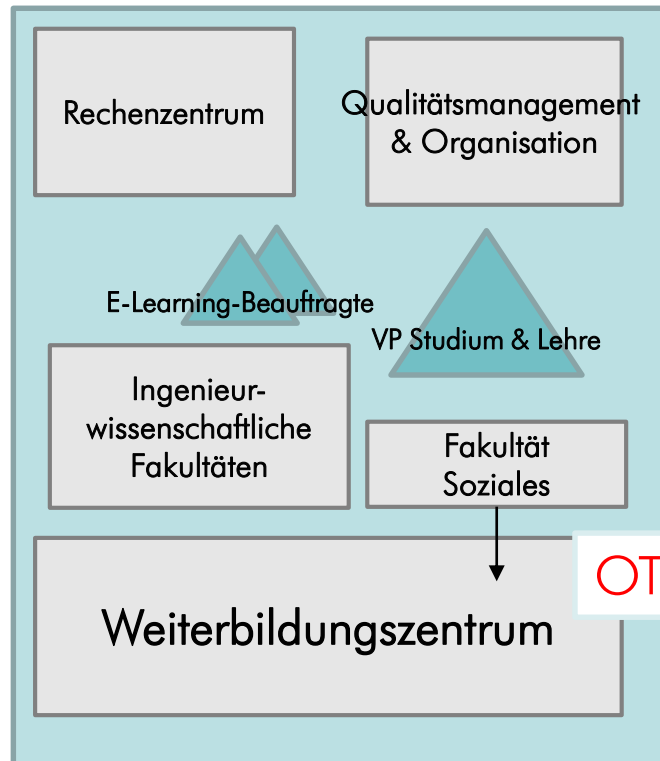 Rechenzentrum
Qualitätsmanagement
& Organisation
E-Learning-Beauftragte
VP Studium & Lehre
Ingenieur-
wissenschaftliche
Fakultäten
Fakultät
Soziales
OT
Weiterbildungszentrum